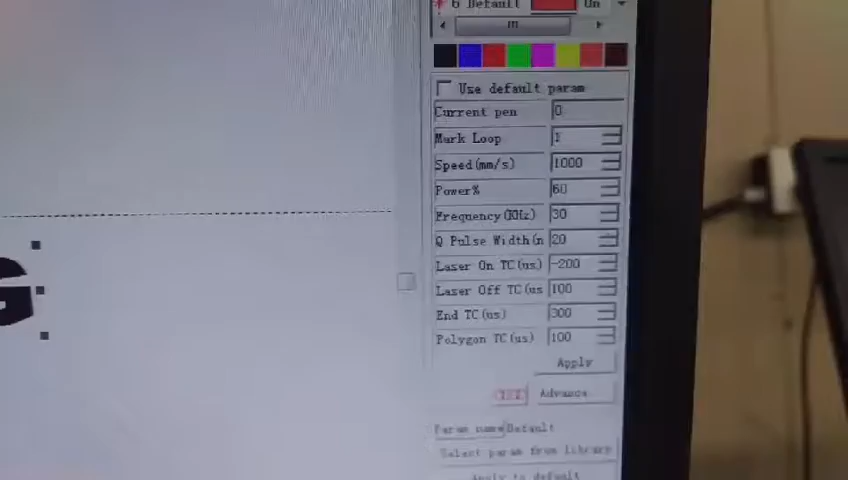 6 Default On
m
Use default param
Current pen 0
Mark Loop 1
Speed(mm/s) 1000
Power% 60
Frequency(KHz) 30
Q Pulse Width(n 20
Laser On TC(us) -200
Laser Off TC(us 100
End TC(us) 300
Polygon TC(us) 100
Apply
Advance...
Param name Default
Select param from library
Apply to default
G